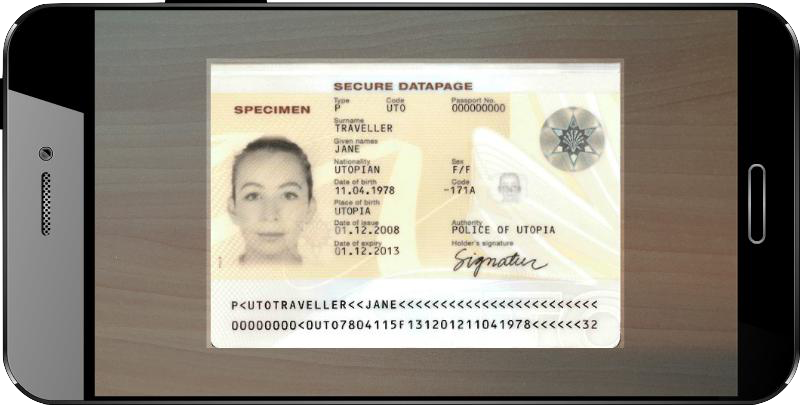 SECURE DATAPAGE
SPECIMEN
Type Code Passport No.
P UTO 000000000
Surname
TRAVELLER
Given names
JANE
Nationality Sex
UTOPIAN F/F
Date of birth Code
11.04.1978 -171A
Place of birth
UTOPIA
Date of issue Authority
01.12.2008 POLICE OF UTOPIA
Date of expiry Holder's signature
01.12.2013 Signatur
P<UTOTRAVELLER<<JANE<<<<<<<<<<<<<<<<<<<<<<<<
00000000<0UTO7804115F131201211041978<<<<<<32